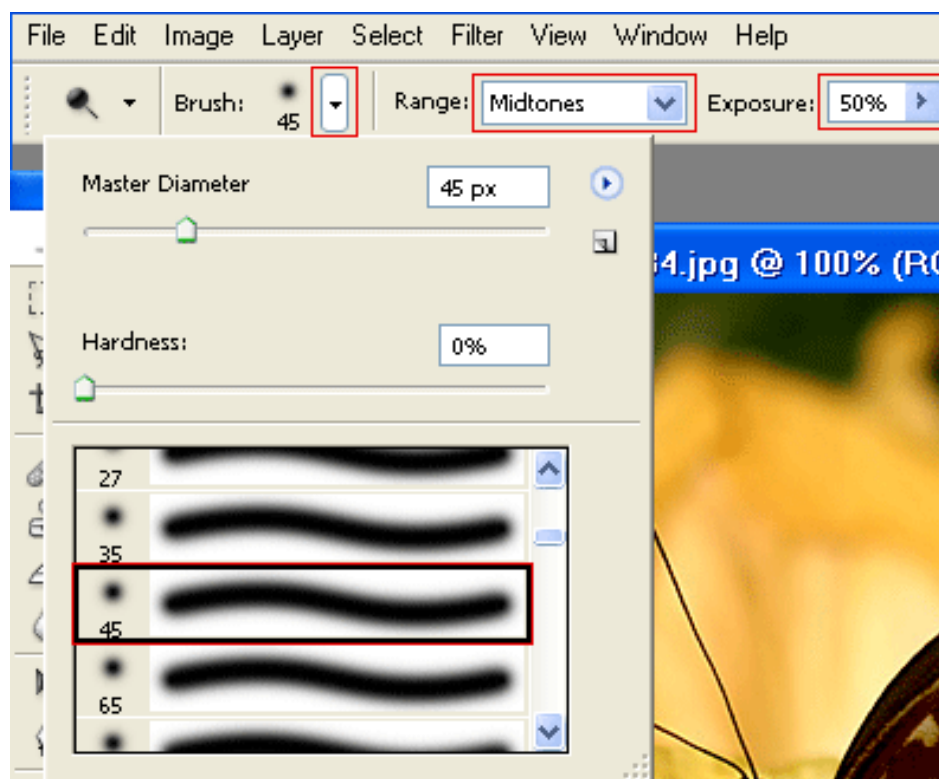 File Edit Image Layer Select Filter View Window Help
Brush: 45 Range: Midtones Exposure: 50%
Master Diameter 45 px
4.jpg @ 100% (RG
Hardness: 0%
27
35
45
65